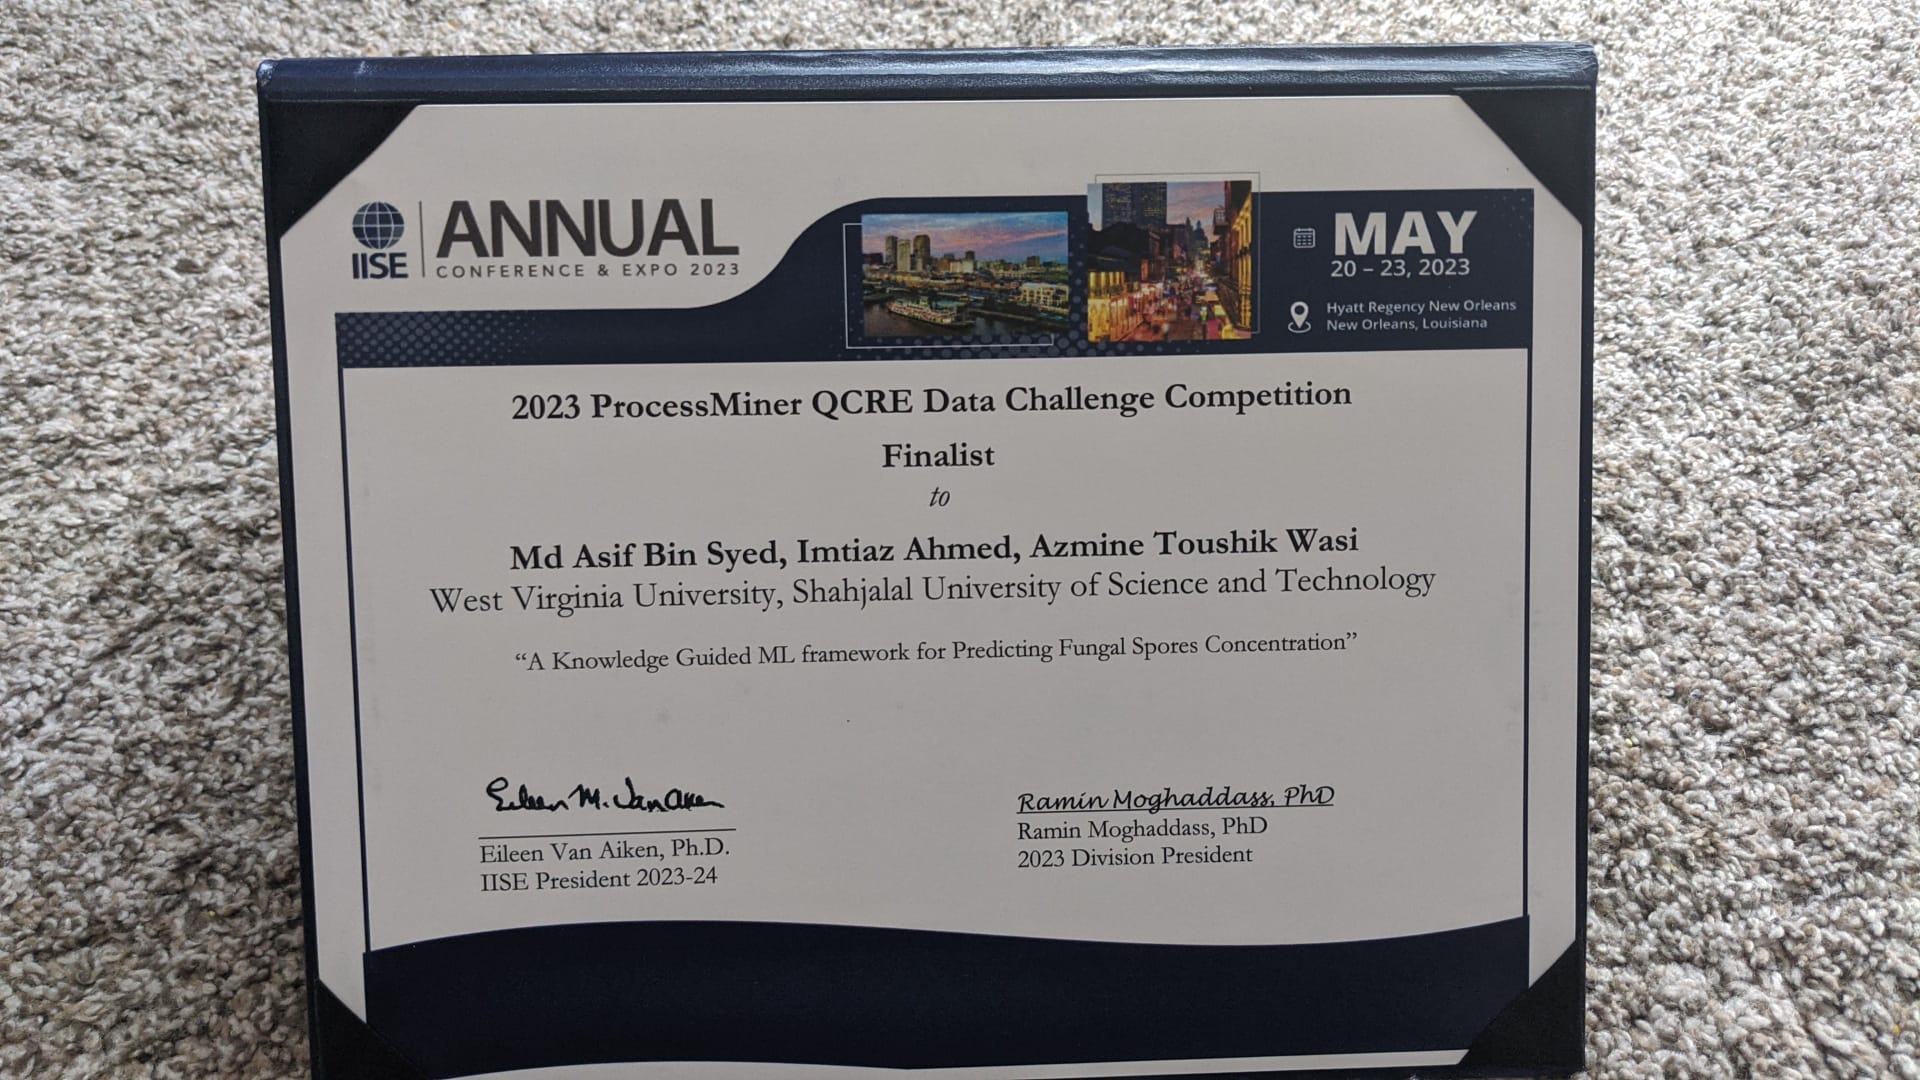 IISE
ANNUAL
CONFERENCE & EXPO 2023
MAY
20 – 23, 2023
Hyatt Regency New Orleans
New Orleans, Louisiana
2023 ProcessMiner QCRE Data Challenge Competition
Finalist
to
Md Asif Bin Syed, Imtiaz Ahmed, Azmine Toushik Wasi
West Virginia University, Shahjalal University of Science and Technology
“A Knowledge Guided ML framework for Predicting Fungal Spores Concentration”
Eileen M. Van Aken
Eileen Van Aiken, Ph.D.
IISE President 2023-24
Ramin Moghaddass, PhD
Ramin Moghaddass, PhD
2023 Division President